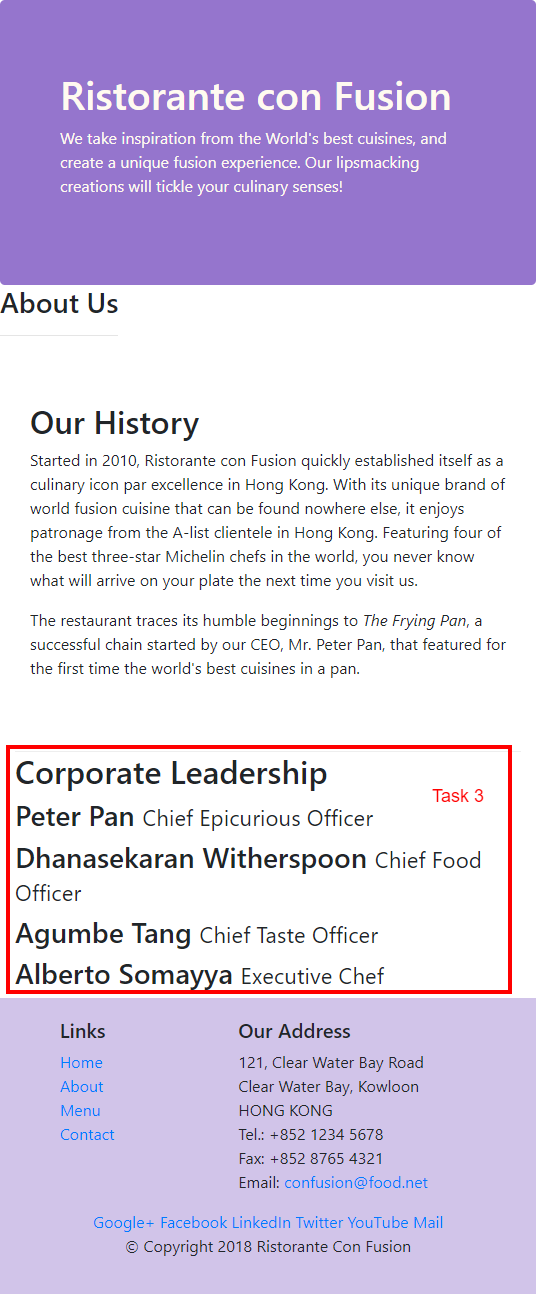 Ristorante con Fusion
We take inspiration from the World's best cuisines, and
create a unique fusion experience. Our lipsmacking
creations will tickle your culinary senses!
About Us
Our History
Started in 2010, Ristorante con Fusion quickly established itself as a
culinary icon par excellence in Hong Kong. With its unique brand of
world fusion cuisine that can be found nowhere else, it enjoys
patronage from the A-list clientele in Hong Kong. Featuring four of
the best three-star Michelin chefs in the world, you never know
what will arrive on your plate the next time you visit us.
The restaurant traces its humble beginnings to The Frying Pan, a
successful chain started by our CEO, Mr. Peter Pan, that featured for
the first time the world's best cuisines in a pan.
Corporate Leadership
Task 3
Peter Pan Chief Epicurious Officer
Dhanasekaran Witherspoon Chief Food
Officer
Agumbe Tang Chief Taste Officer
Alberto Somayya Executive Chef
Links
Home
About
Menu
Contact
Our Address
121, Clear Water Bay Road
Clear Water Bay, Kowloon
HONG KONG
Tel.: +852 1234 5678
Fax: +852 8765 4321
Email: confusion@food.net
Google+ Facebook LinkedIn Twitter YouTube Mail
© Copyright 2018 Ristorante Con Fusion